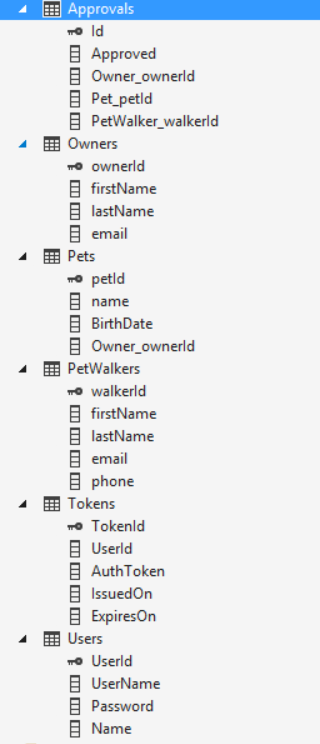 Approvals
Id
Approved
Owner_ownerId
Pet_petId
PetWalker_walkerId
Owners
ownerId
firstName
lastName
email
Pets
petId
name
BirthDate
Owner_ownerId
PetWalkers
walkerId
firstName
lastName
email
phone
Tokens
TokenId
UserId
AuthToken
IssuedOn
ExpiresOn
Users
UserId
UserName
Password
Name